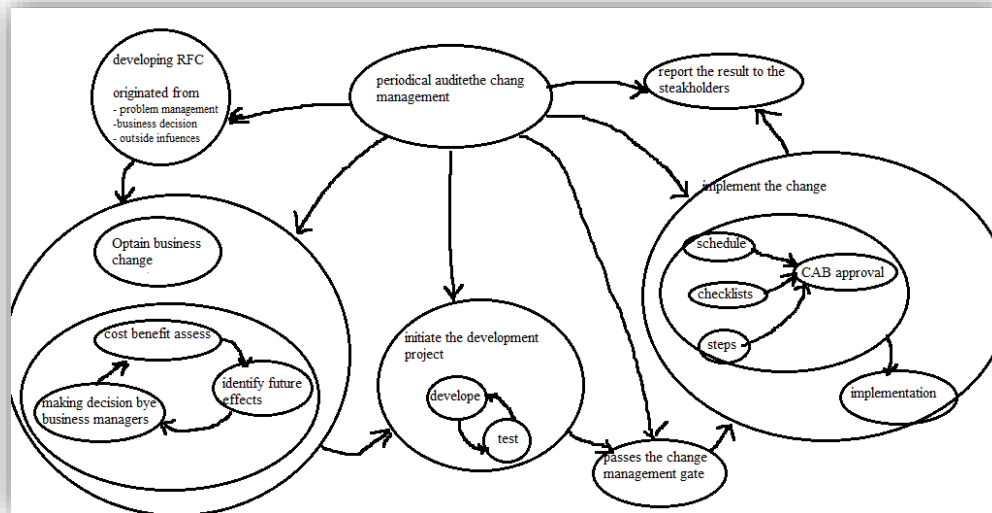 developing RFC
originated from
- problem management
-business decision
- outside infuences
periodical auditethe chang
management
report the result to the
steakholders
implement the change
schedule
CAB approval
checklists
steps
implementation
Optain business
change
cost benefit assess
identify future
effects
making decision bye
business managers
initiate the development
project
develope
test
passes the change
management gate